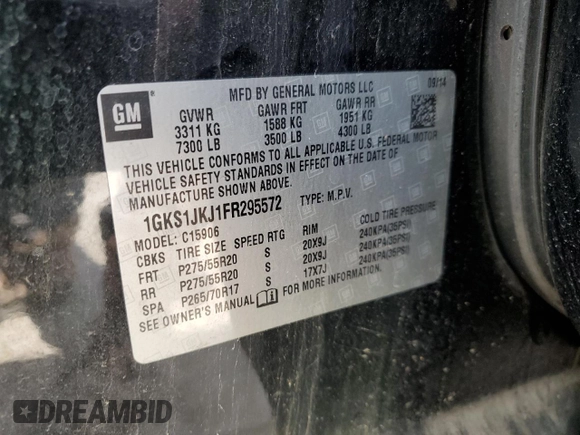 MFD BY GENERAL MOTORS LLC 09/14
GM
GVWR GAWR FRT GAWR RR
3311 KG 1588 KG 1951 KG
7300 LB 3500 LB 4300 LB
THIS VEHICLE CONFORMS TO ALL APPLICABLE U.S. FEDERAL MOTOR
VEHICLE SAFETY STANDARDS IN EFFECT ON THE DATE OF
MANUFACTURE SHOWN ABOVE.
1GKS1JKJ1FR295572 TYPE: M.P.V.
MODEL: C15906
CBKS TIRE SIZE SPEED RTG RIM COLD TIRE PRESSURE
FRT P275/55R20 S 20X9J 240KPA(35PSI)
RR P275/55R20 S 20X9J 240KPA(35PSI)
SPA P265/70R17 S 17X7J 240KPA(35PSI)
SEE OWNER'S MANUAL FOR MORE INFORMATION.
DREAMBID